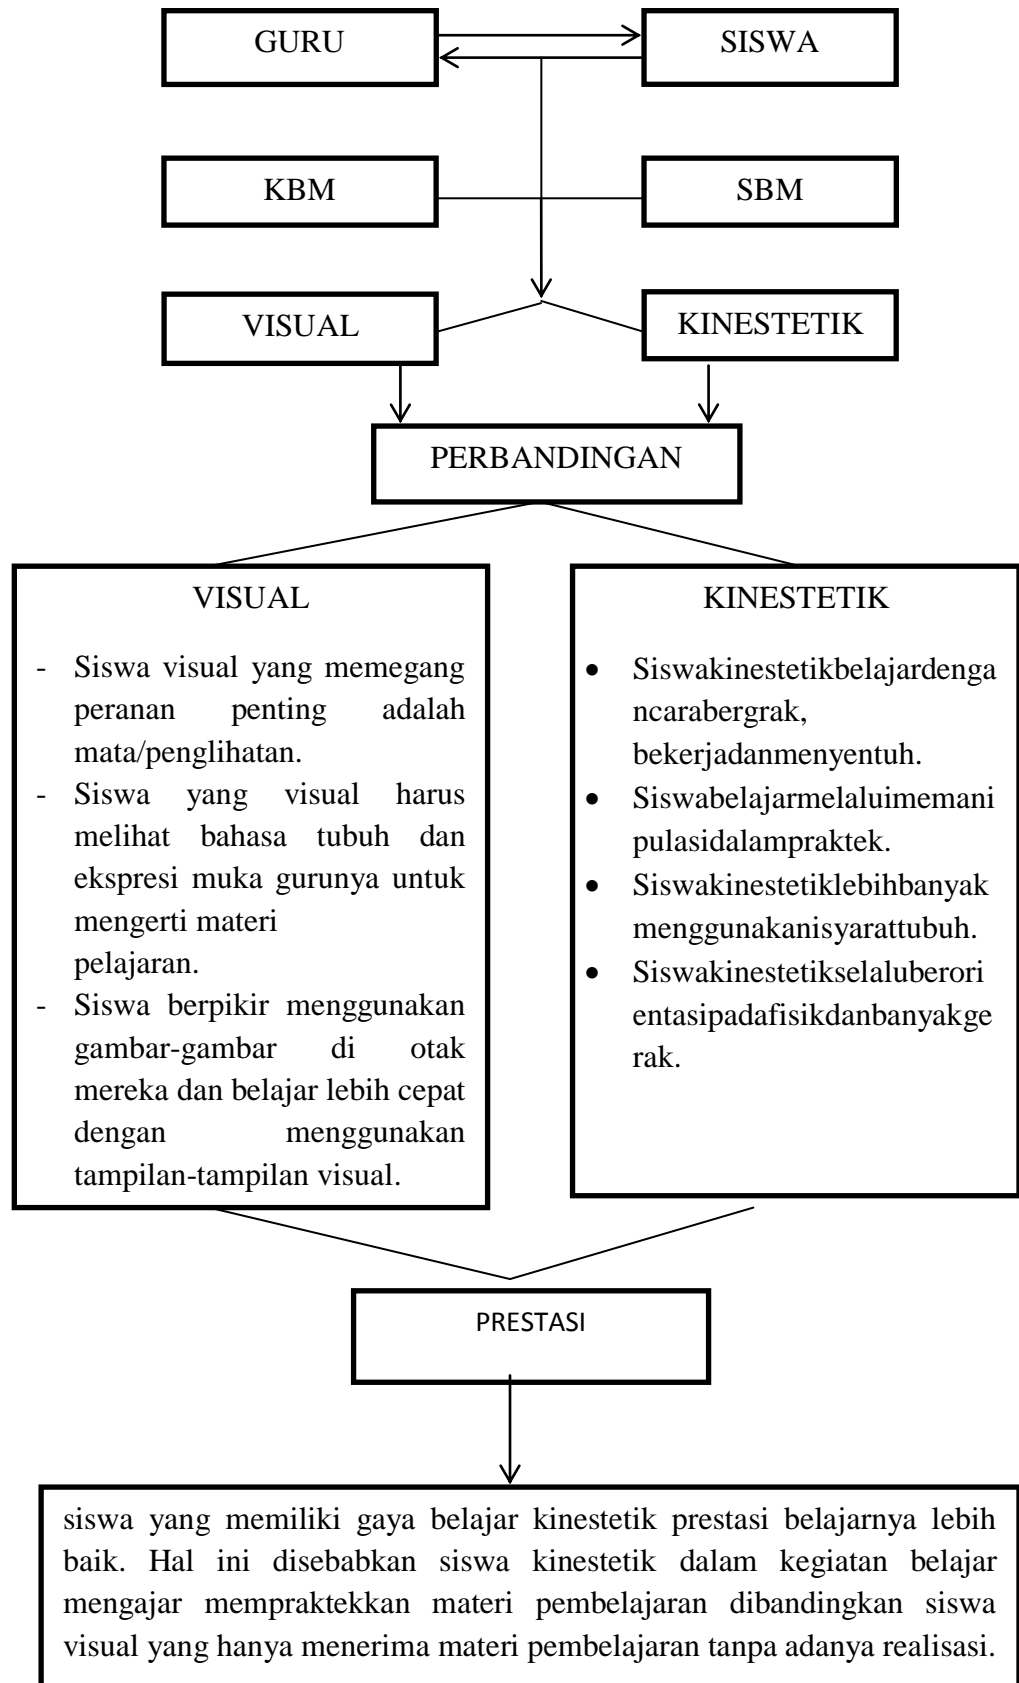 GURU
SISWA
KBM
SBM
VISUAL
KINESTETIK
PERBANDINGAN
VISUAL
- Siswa visual yang memegang
peranan penting adalah
mata/penglihatan.
- Siswa yang visual harus
melihat bahasa tubuh dan
ekspresi muka gurunya untuk
mengerti materi
pelajaran.
- Siswa berpikir menggunakan
gambar-gambar di otak
mereka dan belajar lebih cepat
dengan menggunakan
tampilan-tampilan visual.
KINESTETIK
• Siswakinestetikbelajardenga
ncarabergrak,
bekerjadanmenyentuh.
• Siswabelajarmelaluimemani
pulasidalampraktek.
• Siswakinestetiklebihbanyak
menggunakanisyarattubuh.
• Siswakinestetikselaluberori
entasipadafisikdanbanyakge
rak.
PRESTASI
siswa yang memiliki gaya belajar kinestetik prestasi belajarnya lebih
baik. Hal ini disebabkan siswa kinestetik dalam kegiatan belajar
mengajar mempraktekkan materi pembelajaran dibandingkan siswa
visual yang hanya menerima materi pembelajaran tanpa adanya realisasi.